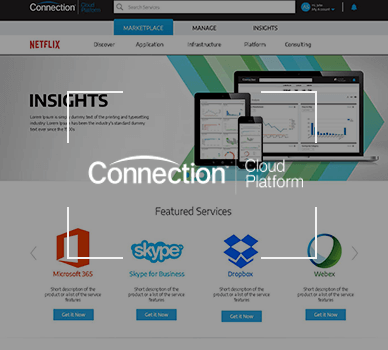 Connection
Cloud
Platform
Search Services
My Account
MARKETPLACE MANAGE INSIGHTS
NETFLIX
Discover Application Infrastructure Platform Consulting
INSIGHTS
Lorem Ipsum is simply dummy text of the printing and typesetting
industry. Lorem Ipsum has been the industry's standard dummy
text ever since the 1500s
Connection
Cloud
Platform
Featured Services
skype
Microsoft 365 Skype for Business Dropbox Webex
Short description of the
product or a list of the service
features
Short description of the
product or a list of the service
features
Short description of the
product or a list of the service
features
Short description of the
product or a list of the service
features
Get it Now Get it Now Get it Now Get it Now